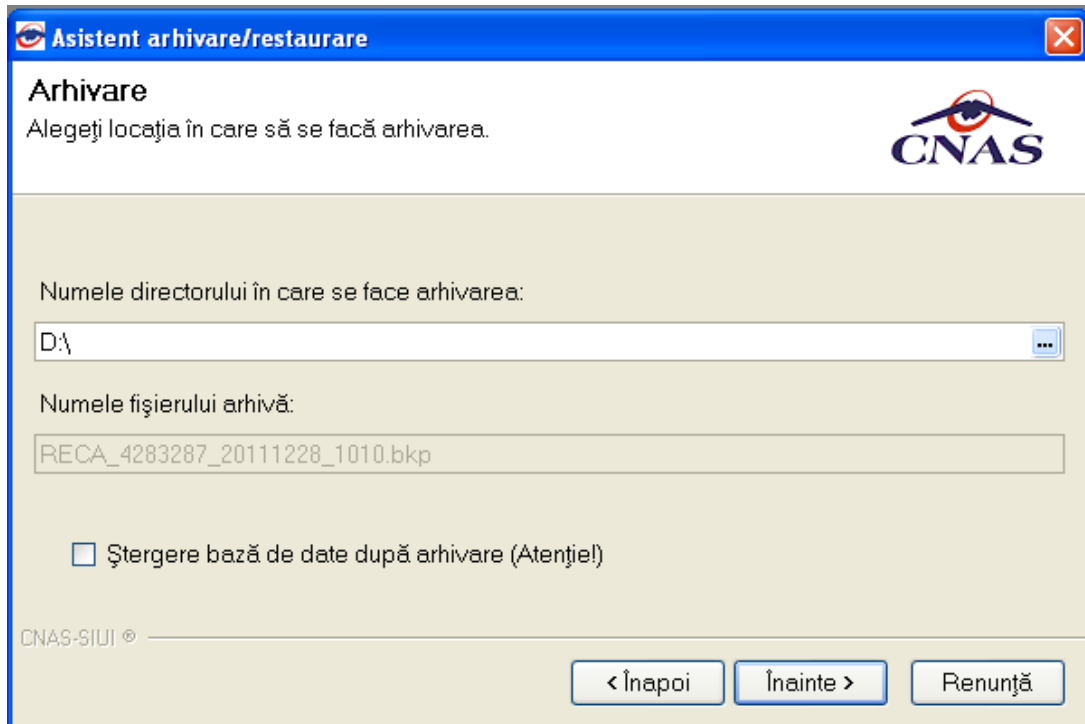 Asistent arhivare/restaurare
Arhivare
Alegeţi locaţia în care să se facă arhivarea.
CNAS
Numele directorului în care se face arhivarea:
D:\
...
Numele fişierului arhivă:
RECA_4283287_20111228_1010.bkp
Ştergere bază de date după arhivare (Atenţie!)
CNAS-SIUI ®
< Înapoi
Înainte >
Renunţă